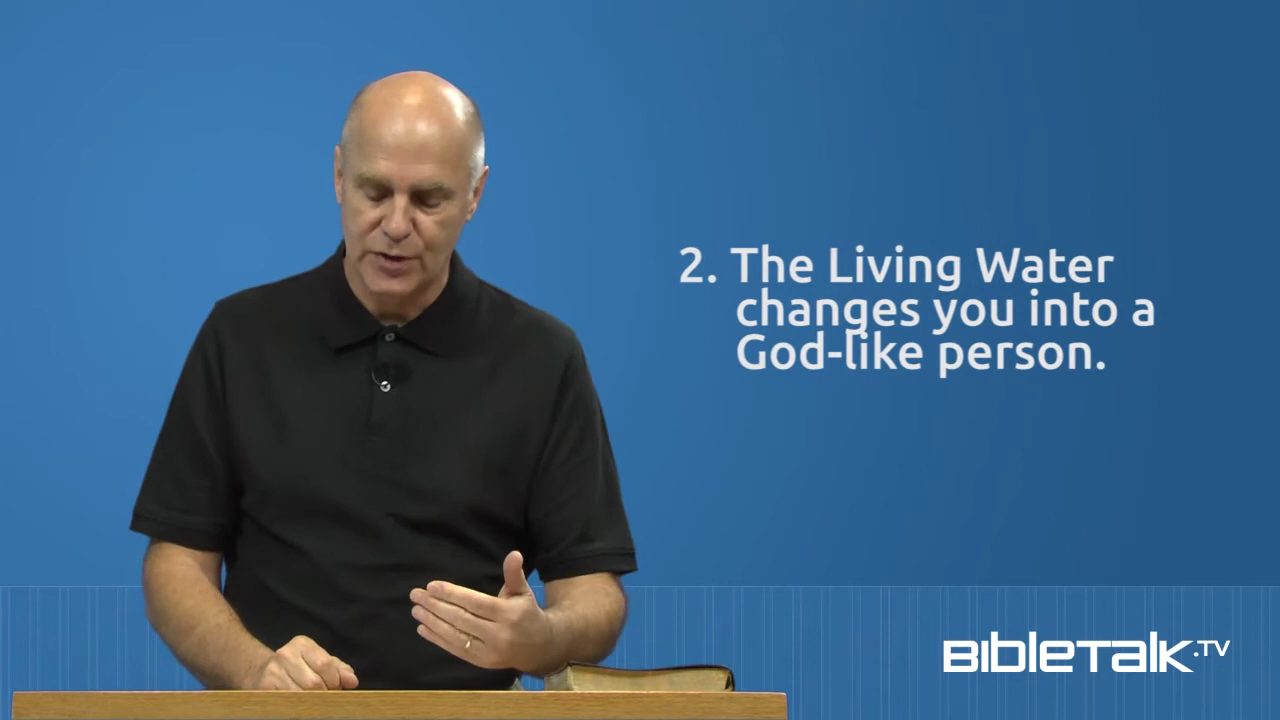 2. The Living Water
changes you into a
God-like person.
BIBLETALK.TV